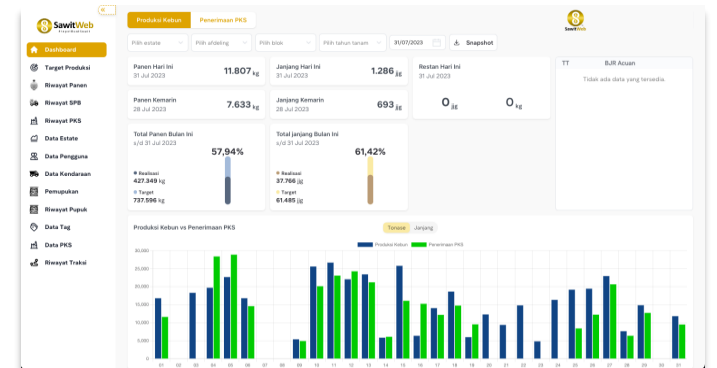 SawitWeb
Produksi Kebun
Penerimaan PKS
SawitWeb
Pilih estate
Pilih afdeling
Pilih blok
Pilih tahun tanam
31/07/2023
Snapshot
Dashboard
Target Produksi
Riwayat Panen
Riwayat SPB
Riwayat PKS
Data Estate
Data Pengguna
Data Kendaraan
Pemupukan
Riwayat Pupuk
Data Tag
Data PKS
Riwayat Traksi
Panen Hari Ini
31 Jul 2023
11.807 kg
Janjang Hari Ini
31 Jul 2023
1.286 jjg
Restan Hari Ini
31 Jul 2023
0 jjg
0 kg
TT
BJR Acuan
Tidak ada data yang tersedia.
Panen Kemarin
28 Jul 2023
7.633 kg
Janjang Kemarin
28 Jul 2023
693 jjg
Total Panen Bulan Ini
s/d 31 Jul 2023
57,94%
Realisasi
427.349 kg
Target
737.596 kg
Total janjang Bulan Ini
s/d 31 Jul 2023
61,42%
Realisasi
37.766 jjg
Target
61.485 jjg
Produksi Kebun vs Penerimaan PKS
Tonase
Janjang
Produksi Kebun
Penerimaan PKS
30,000
25,000
20,000
15,000
10,000
5,000
0
01 02 03 04 05 06 07 08 09 10 11 12 13 14 15 16 17 18 19 20 21 22 23 24 25 26 27 28 29 30 31